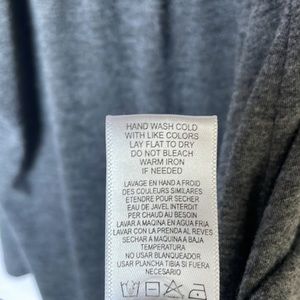 HAND WASH COLD
WITH LIKE COLORS
LAY FLAT TO DRY
DO NOT BLEACH
WARM IRON
IF NEEDED
LAVAGE EN HAND A FROID
DES COULEURS SIMILARES
ETENDRE POUR SECHER
EAU DE JAVEL INTERDIT
PER CHAUD AU BESOIN
LAVAR A MAQINA EN AGUA FRIA
LAVAR CON LA PRENDA AL REVES
SECHAR A MAQUINA A BAJA
TEMPERATURA
NO USAR BLANQUEADOR
USAR PLANCHA TIBIA SI FUERA
NECESARIO